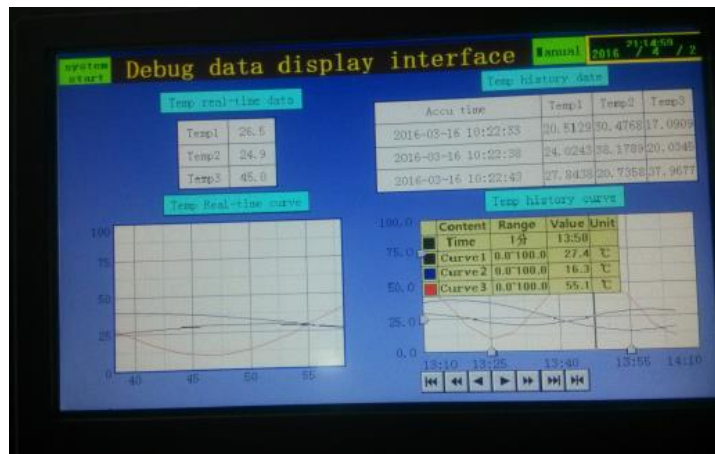 system start
Debug data display interface
Manual
21:14:59
2016 / 4 / 2
Temp real-time data
Temp1 26.5
Temp2 24.9
Temp3 45.0
Temp history date
Accu time Temp1 Temp2 Temp3
2016-03-16 10:22:33 20.5129 30.4768 17.0909
2016-03-16 10:22:38 24.0243 38.1789 20.0345
2016-03-16 10:22:43 27.8438 20.7358 37.9677
Temp Real-time curve
100
75
50
25
0
40 45 50 55
Temp history curve
100.0
75.0
50.0
25.0
0.0
Content Range Value Unit
Time 1分 13:50
Curve1 0.0~100.0 27.4 ℃
Curve2 0.0~100.0 16.3 ℃
Curve3 0.0~100.0 55.1 ℃
13:10 13:25 13:40 13:55 14:10